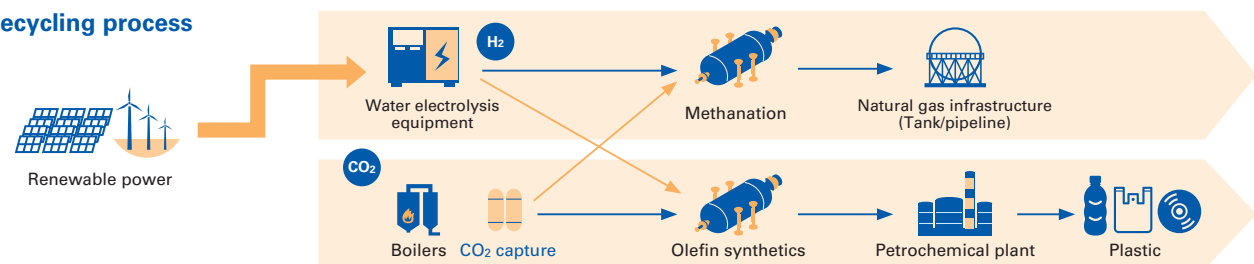 ecycling process
H2
Water electrolysis
equipment
Methanation
Natural gas infrastructure
(Tank/pipeline)
Renewable power
CO2
Boilers
CO2 capture
Olefin synthetics
Petrochemical plant
Plastic